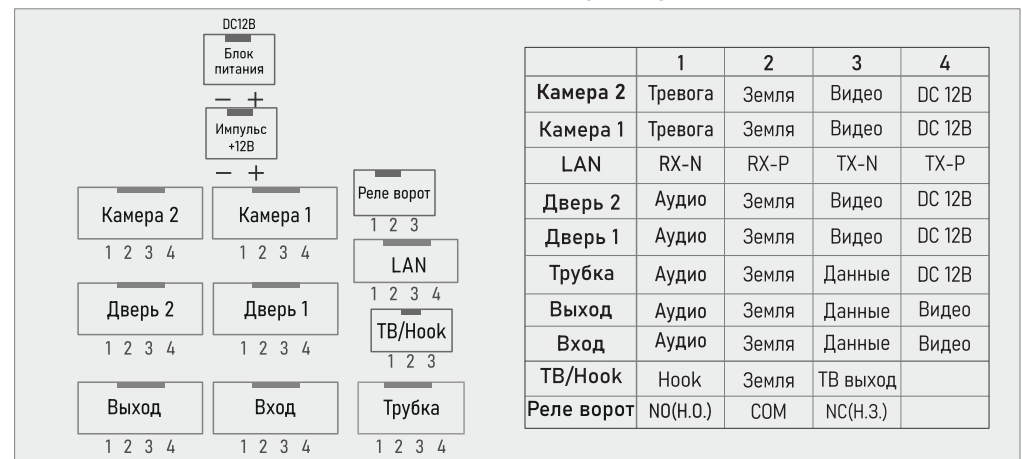 DC12В
Блок
питания
– +
Импульс
+12В
– +
Реле ворот
1 2 3
Камера 2
1 2 3 4
Камера 1
1 2 3 4
LAN
1 2 3 4
Дверь 2
1 2 3 4
Дверь 1
1 2 3 4
ТВ/Hook
1 2 3
Выход
1 2 3 4
Вход
1 2 3 4
Трубка
1 2 3 4
1 2 3 4
Камера 2 Тревога Земля Видео DC 12В
Камера 1 Тревога Земля Видео DC 12В
LAN RX-N RX-P TX-N TX-P
Дверь 2 Аудио Земля Видео DC 12В
Дверь 1 Аудио Земля Видео DC 12В
Трубка Аудио Земля Данные DC 12В
Выход Аудио Земля Данные Видео
Вход Аудио Земля Данные Видео
ТВ/Hook Hook Земля ТВ выход
Реле ворот NO(Н.О.) COM NC(Н.З.)